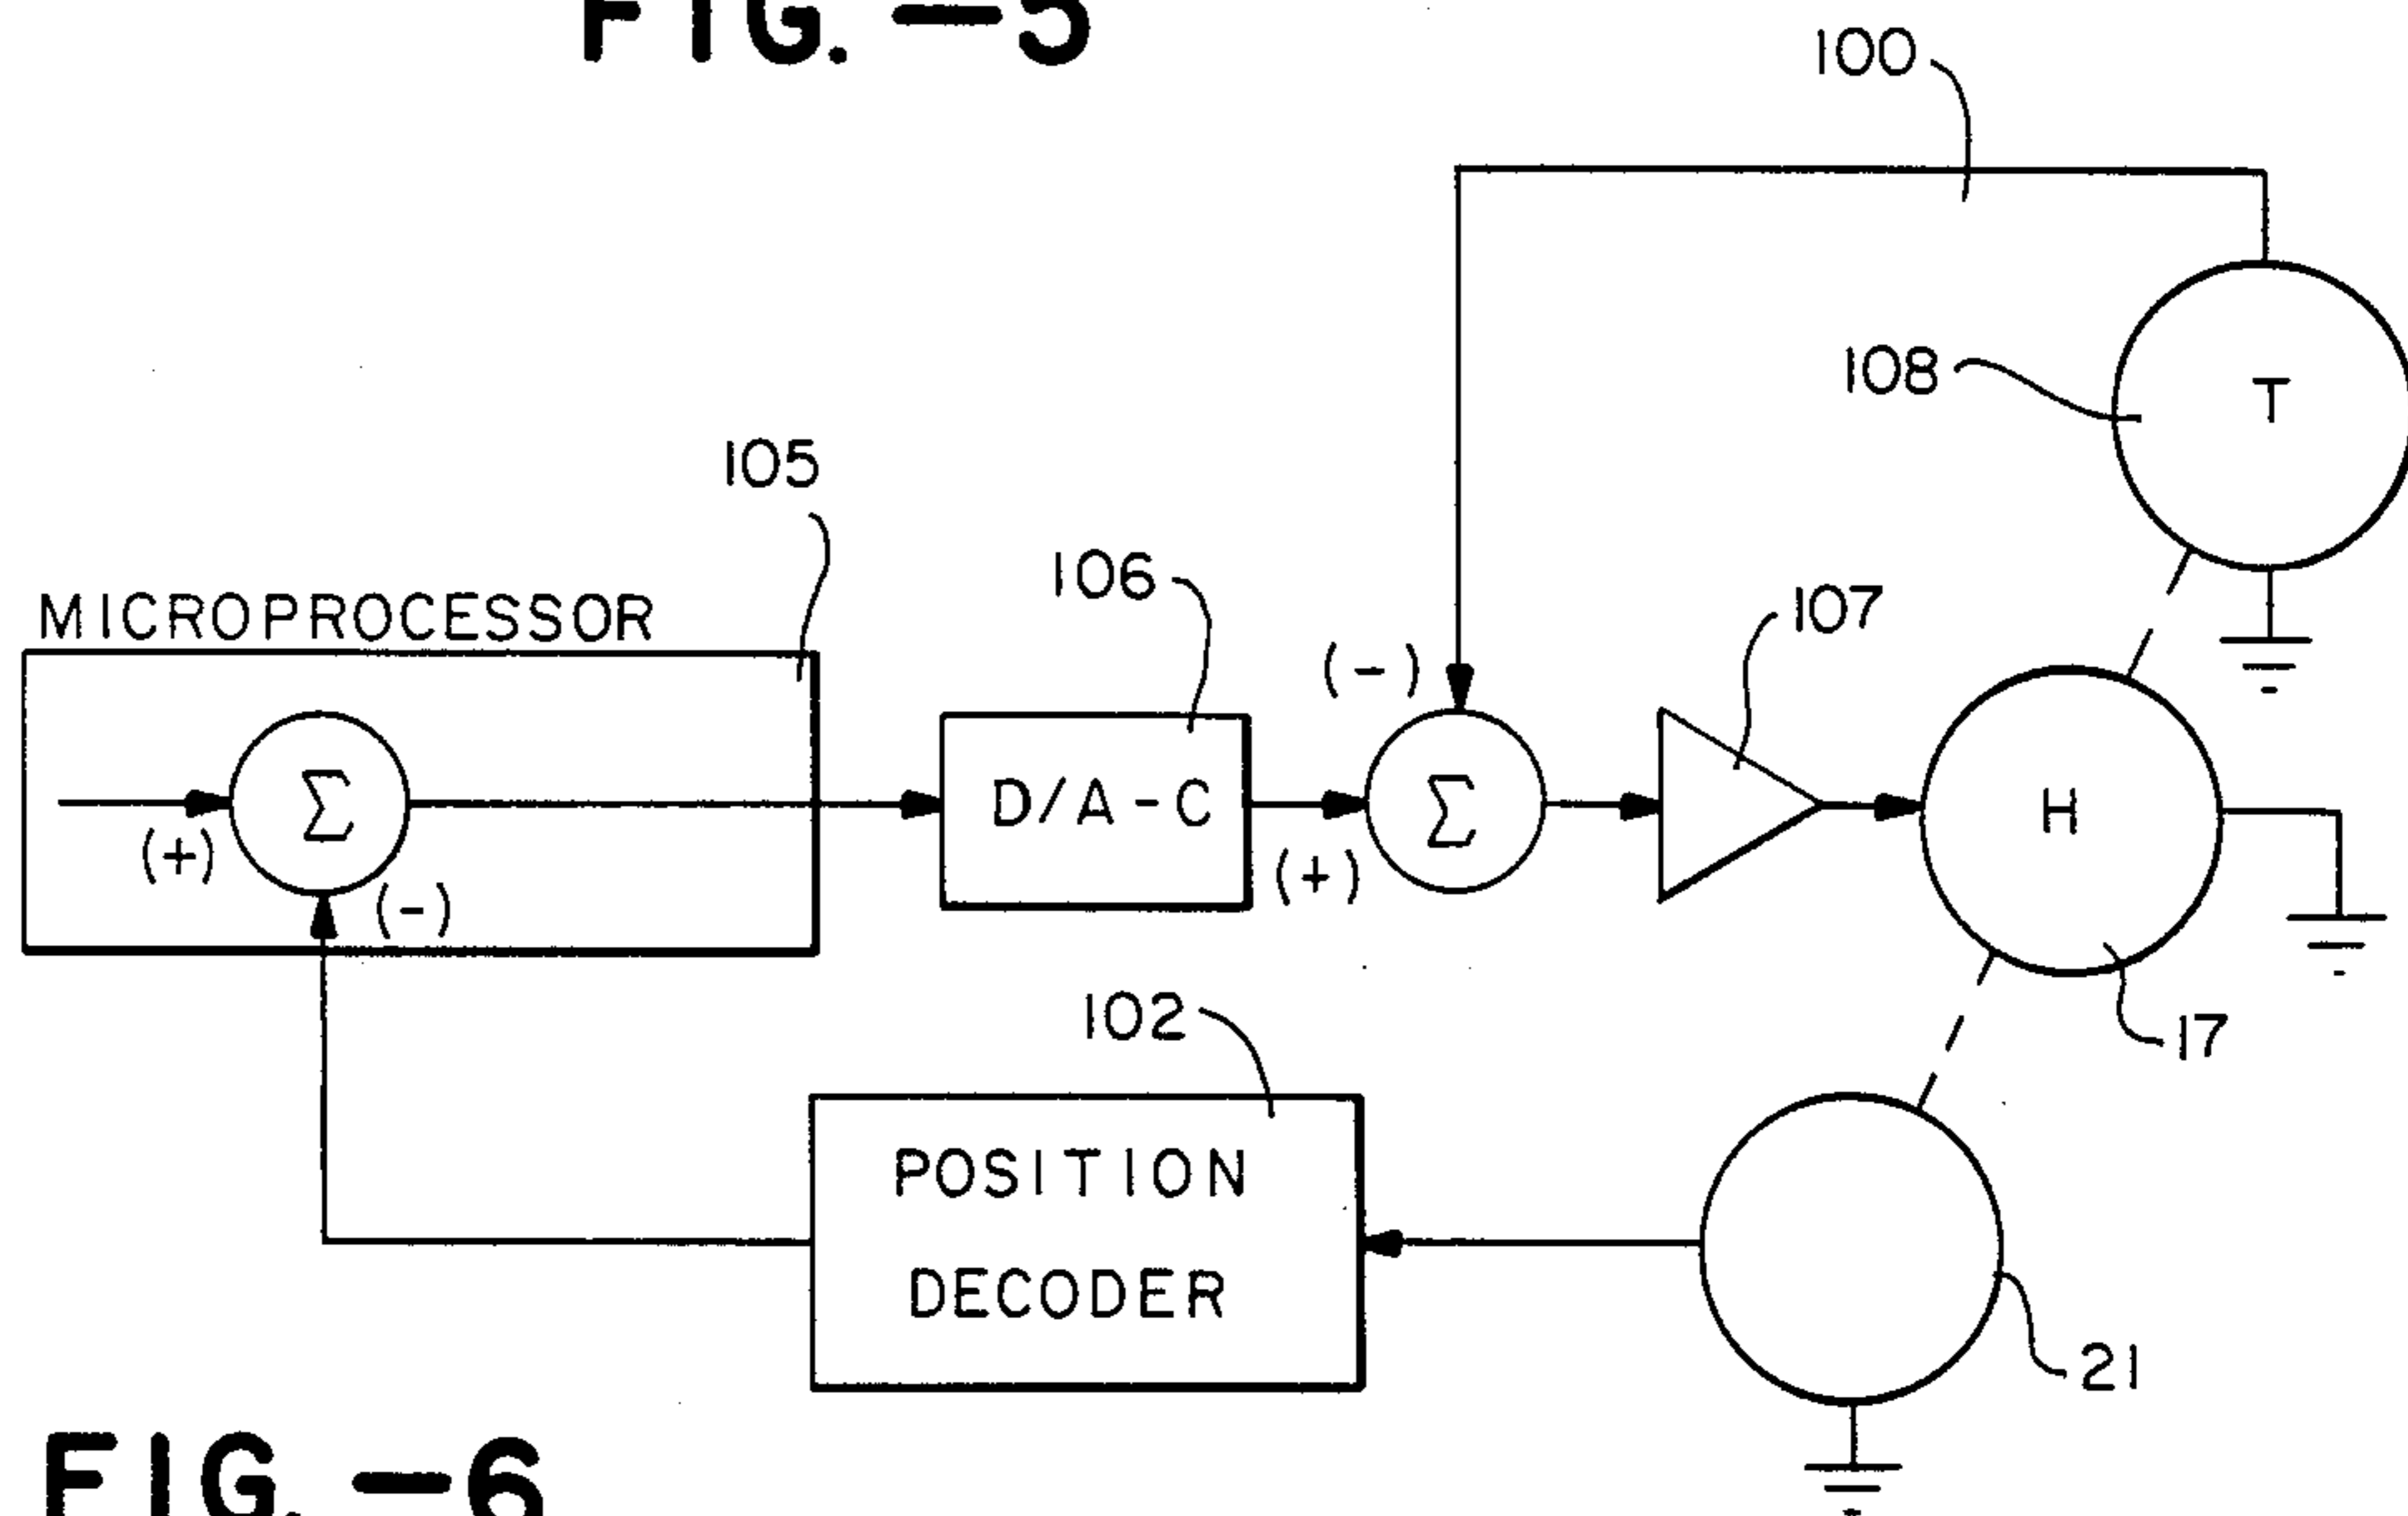 FIG.-5
100
108
T
105
106
107
MICROPROCESSOR
(-)
Σ
D/A-C
Σ
H
(+)
(-)
(+)
102
17
POSITION
DECODER
21
FIG.-6